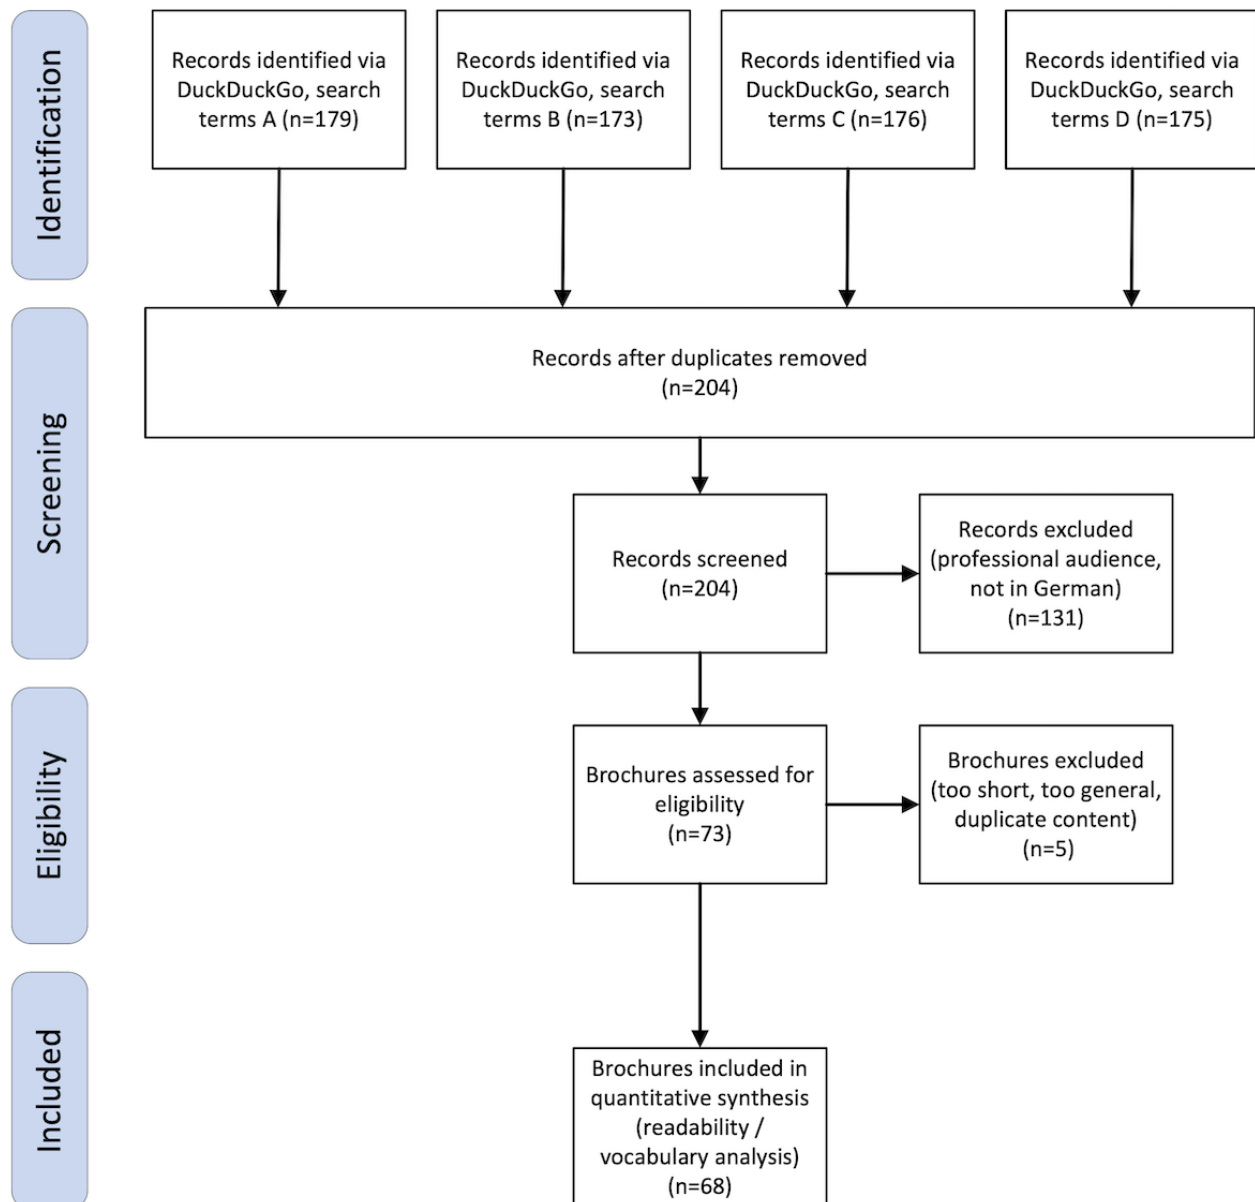 Identification
Records identified via
DuckDuckGo, search
terms A (n=179)
Records identified via
DuckDuckGo, search
terms B (n=173)
Records identified via
DuckDuckGo, search
terms C (n=176)
Records identified via
DuckDuckGo, search
terms D (n=175)
Screening
Records after duplicates removed
(n=204)
Records screened
(n=204)
Records excluded
(professional audience,
not in German)
(n=131)
Eligibility
Brochures assessed for
eligibility
(n=73)
Brochures excluded
(too short, too general,
duplicate content)
(n=5)
Included
Brochures included in
quantitative synthesis
(readability /
vocabulary analysis)
(n=68)